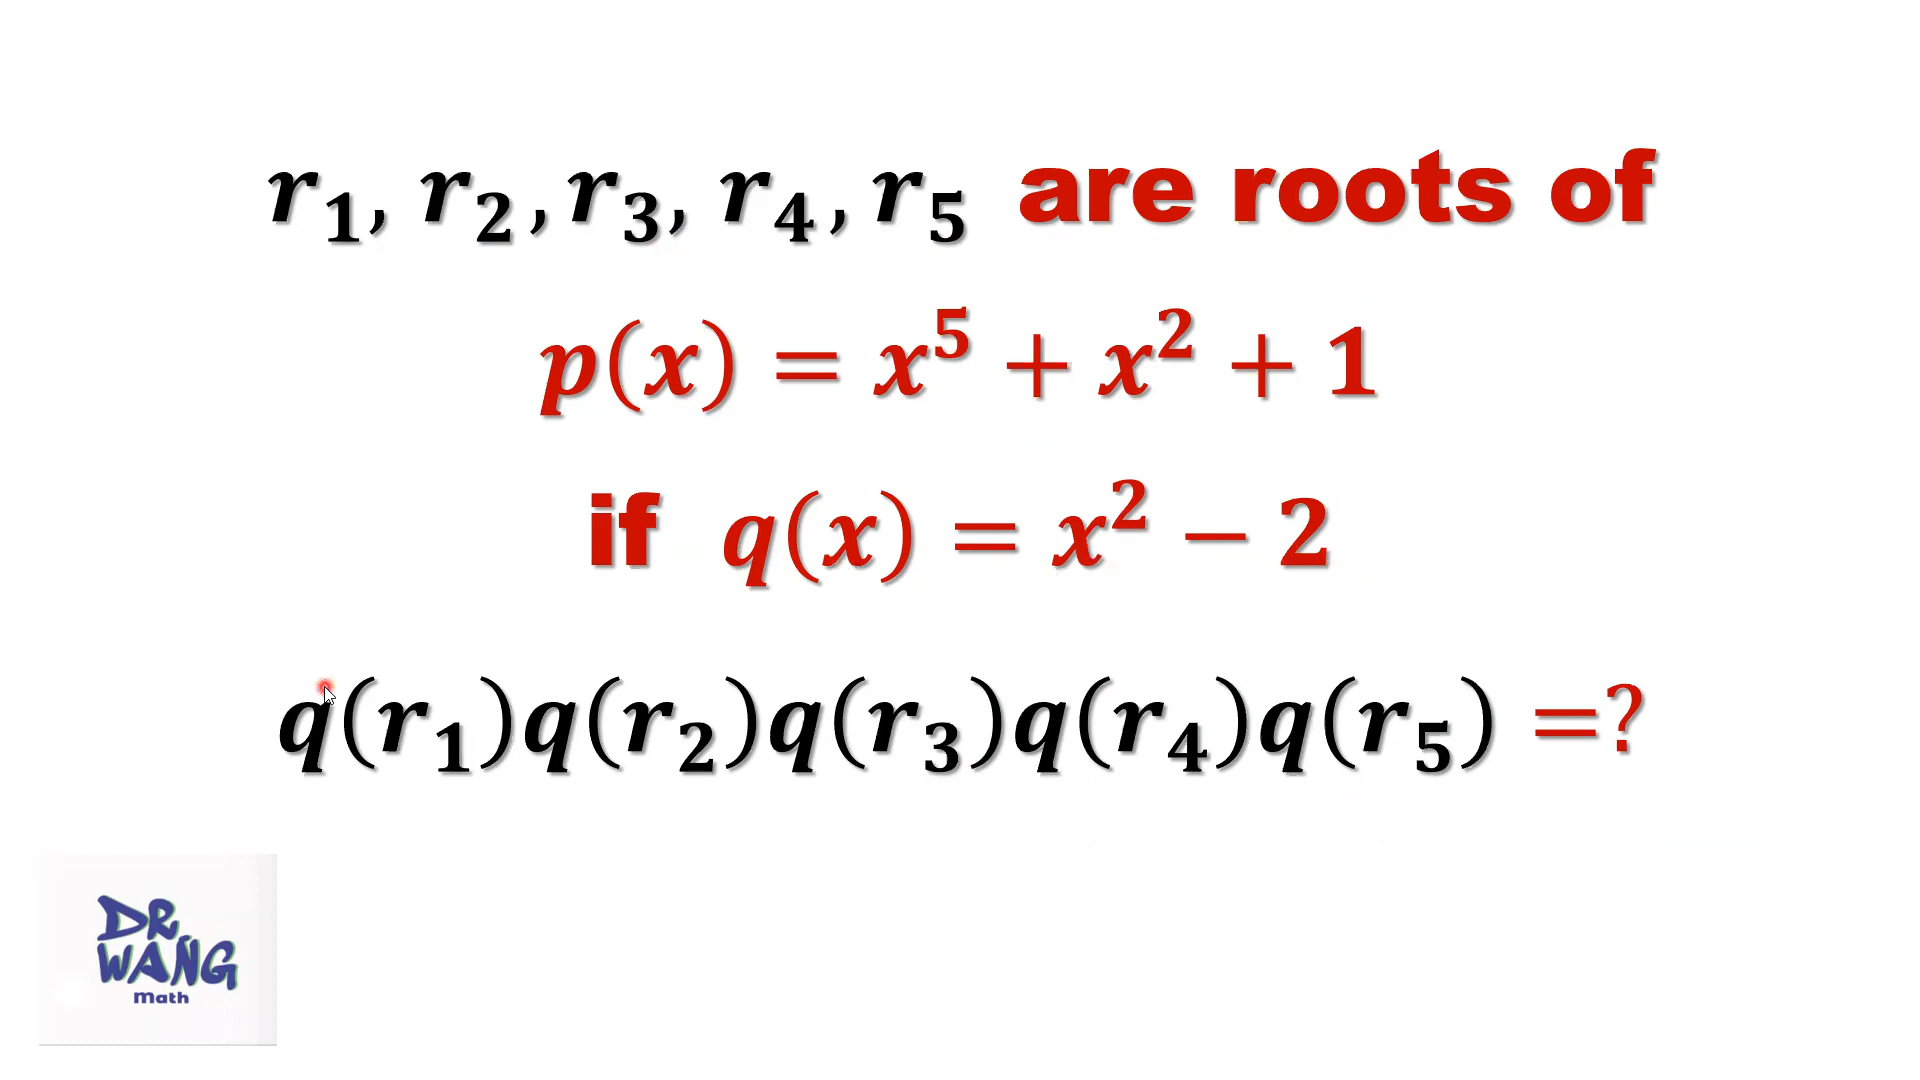 r₁, r₂, r₃, r₄, r₅ are roots of
p(x) = x⁵ + x² + 1
if q(x) = x² − 2
q(r₁)q(r₂)q(r₃)q(r₄)q(r₅) =?
DR
WANG
math